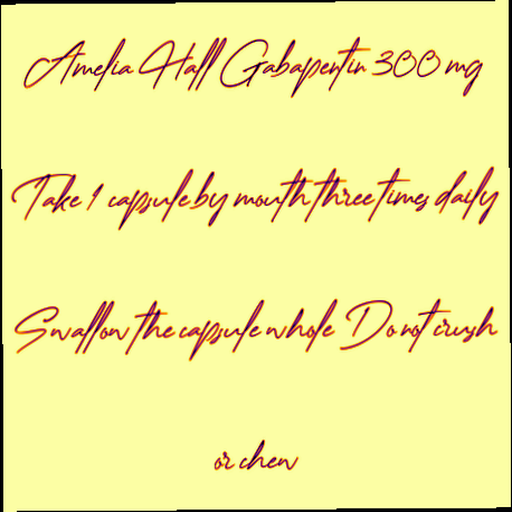 Amelia Hall Gabapentin 300 mg
Take 1 capsule by mouth three times daily
Swallow the capsule whole Do not crush
or chew